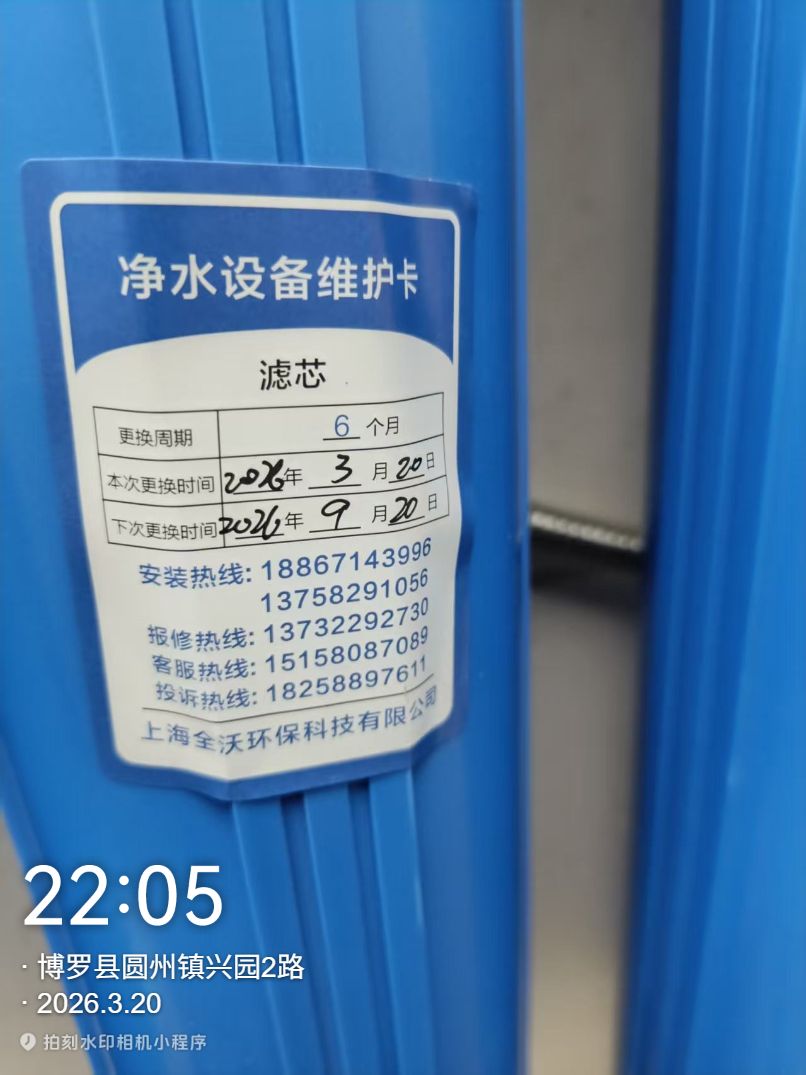 净水设备维护卡
滤芯
更换周期 6 个月
本次更换时间 2026年 3 月 20日
下次更换时间 2026年 9 月 20日
安装热线: 18867143996
13758291056
报修热线: 13732292730
客服热线: 15158087089
投诉热线: 18258897611
上海全沃环保科技有限公司
22:05
· 博罗县圆州镇兴园2路
· 2026.3.20
拍刻水印相机小程序